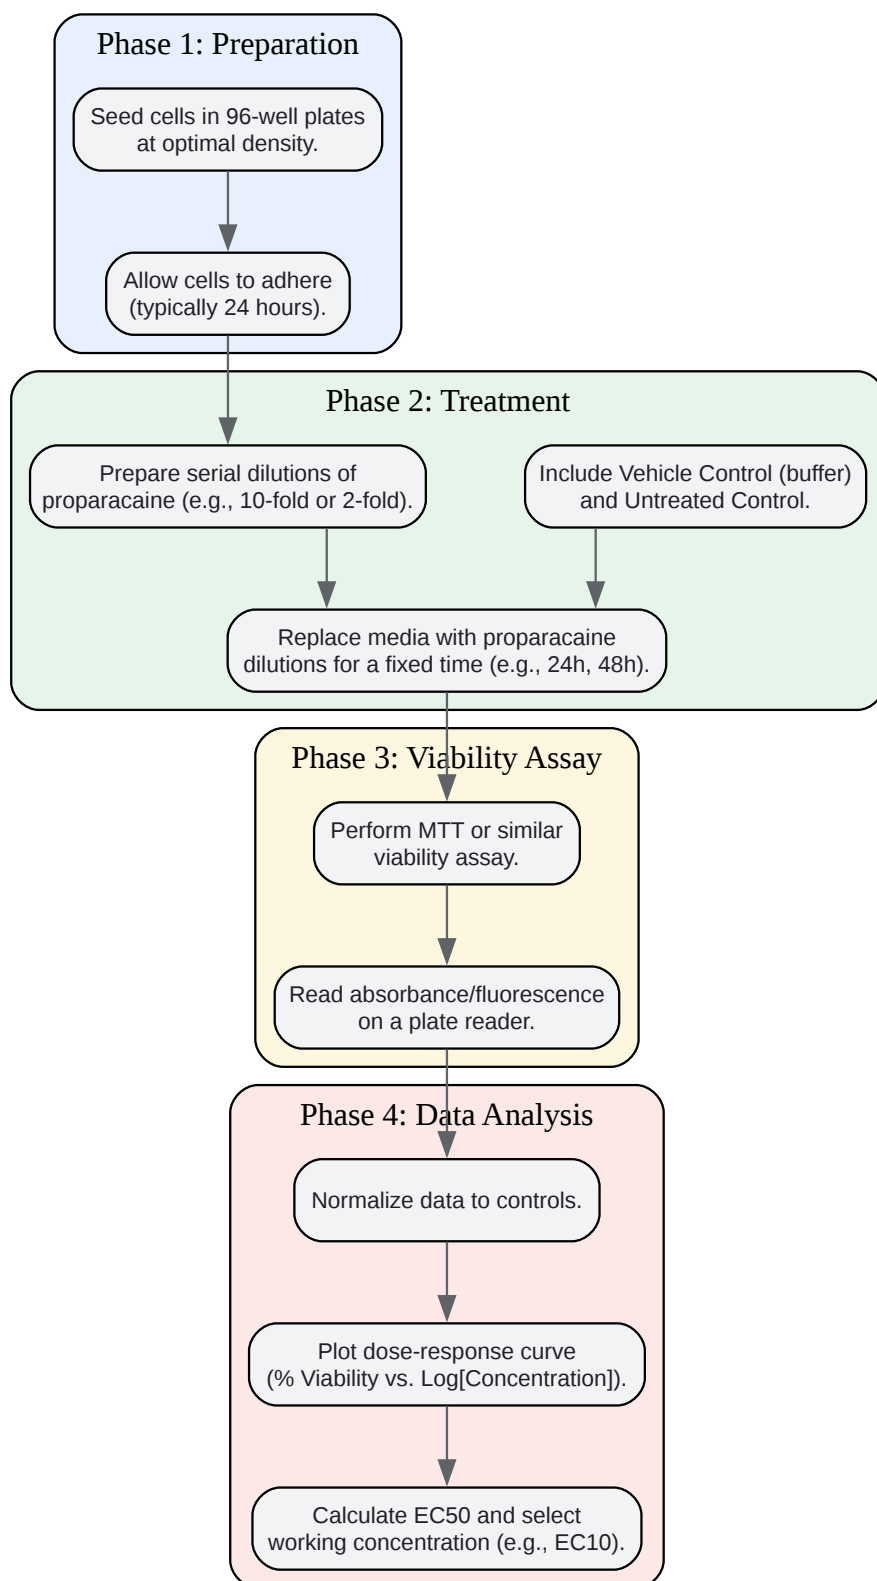 Phase 1: Preparation
Seed cells in 96-well plates
at optimal density.
Allow cells to adhere
(typically 24 hours).
Phase 2: Treatment
Prepare serial dilutions of
proparacaine (e.g., 10-fold or 2-fold).
Include Vehicle Control (buffer)
and Untreated Control.
Replace media with proparacaine
dilutions for a fixed time (e.g., 24h, 48h).
Phase 3: Viability Assay
Perform MTT or similar
viability assay.
Read absorbance/fluorescence
on a plate reader.
Phase 4: Data Analysis
Normalize data to controls.
Plot dose-response curve
(% Viability vs. Log[Concentration]).
Calculate EC50 and select
working concentration (e.g., EC10).